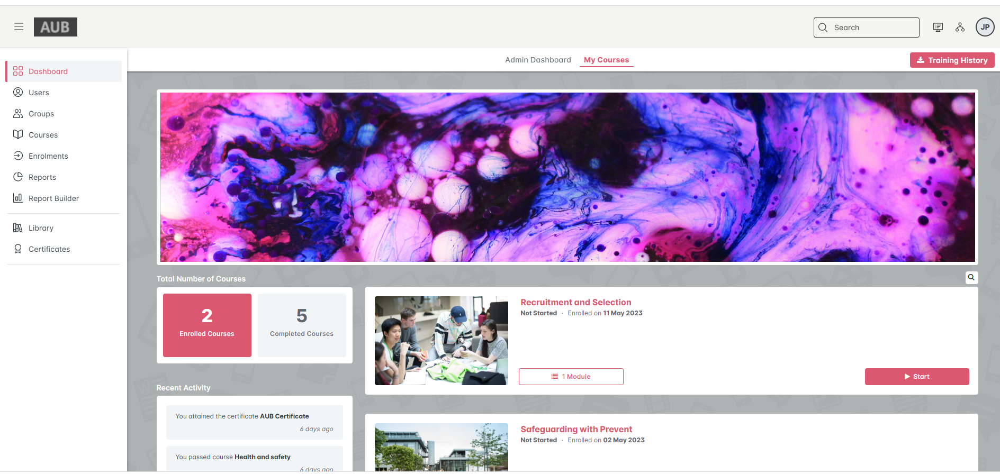 AUB
Search
JP
Admin Dashboard
My Courses
Training History
Dashboard
Users
Groups
Courses
Enrolments
Reports
Report Builder
Library
Certificates
Total Number of Courses
2
Enrolled Courses
5
Completed Courses
Recent Activity
You attained the certificate AUB Certificate
6 days ago
You passed course Health and safety
6 days ago
Recruitment and Selection
Not Started · Enrolled on 11 May 2023
1 Module
Start
Safeguarding with Prevent
Not Started · Enrolled on 02 May 2023